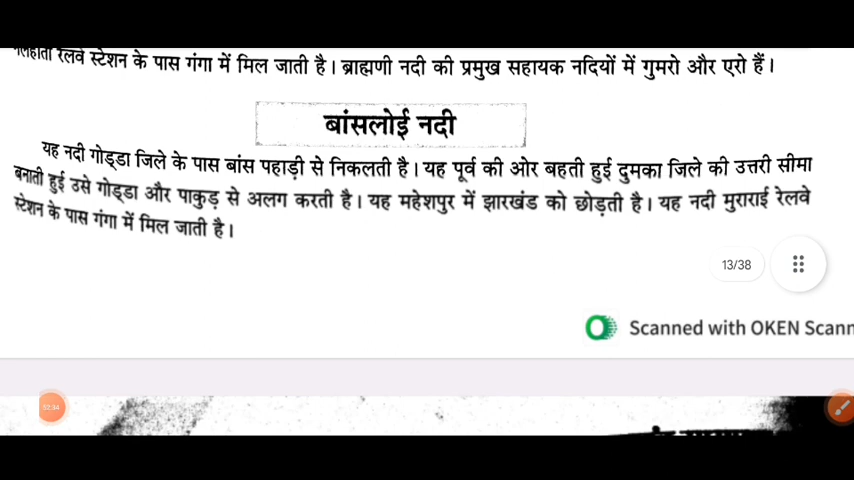 रेलवे स्टेशन के पास गंगा में मिल जाती है। ब्राह्मणी नदी की प्रमुख सहायक नदियों में गुमरो और एरो हैं।
बांसलोई नदी
यह नदी गोड्डा जिले के पास बांस पहाड़ी से निकलती है। यह पूर्व की ओर बहती हुई दुमका जिले की उत्तरी सीमा
बनाती हुई उसे गोड्डा और पाकुड़ से अलग करती है। यह महेशपुर में झारखंड को छोड़ती है। यह नदी मुराराई रेलवे
स्टेशन के पास गंगा में मिल जाती है।
13/38
Scanned with OKEN Scann